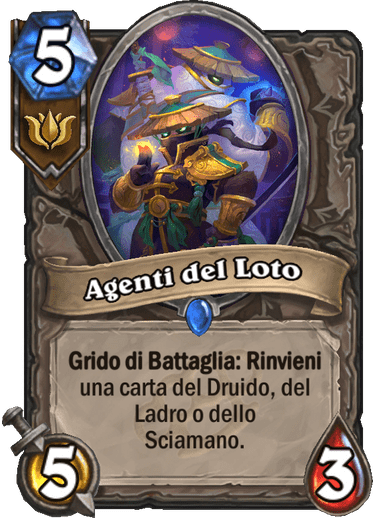 5
Agenti del Loto
Grido di Battaglia: Rinvieni
una carta del Druido, del
Ladro o dello
Sciamano.
5
3